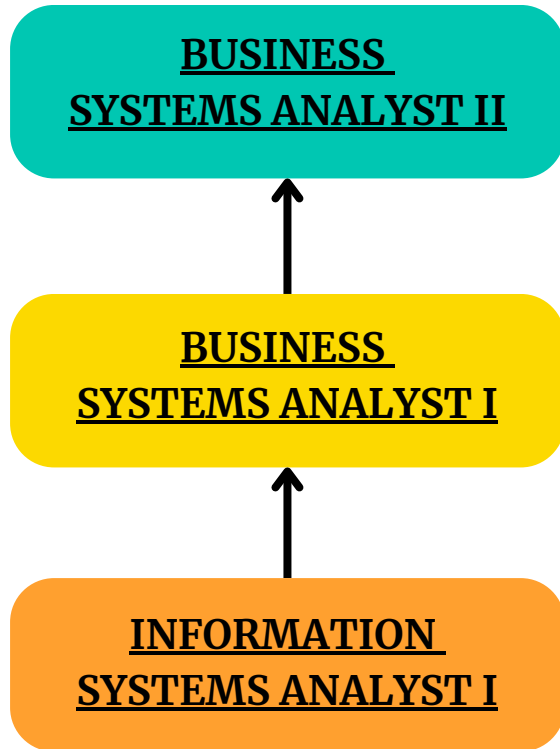 BUSINESS
SYSTEMS ANALYST II
BUSINESS
SYSTEMS ANALYST I
INFORMATION
SYSTEMS ANALYST I